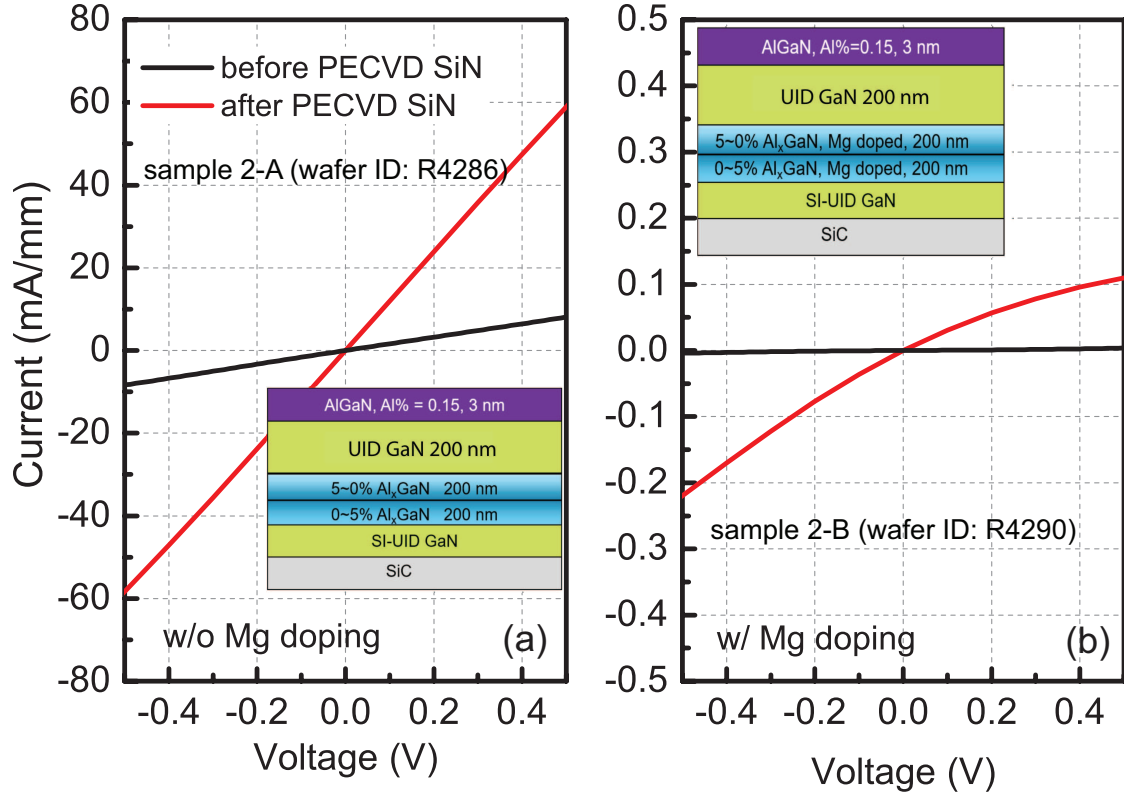 Current (mA/mm)
80
60
40
20
0
-20
-40
-60
-80
before PECVD SiN
after PECVD SiN
sample 2-A (wafer ID: R4286)
AlGaN, Al% = 0.15, 3 nm
UID GaN 200 nm
5~0% AlₓGaN 200 nm
0~5% AlₓGaN 200 nm
SI-UID GaN
SiC
w/o Mg doping
(a)
-0.4
-0.2
0.0
0.2
0.4
Voltage (V)
0.5
0.4
0.3
0.2
0.1
0.0
-0.1
-0.2
-0.3
-0.4
-0.5
AlGaN, Al%=0.15, 3 nm
UID GaN 200 nm
5~0% AlₓGaN, Mg doped, 200 nm
0~5% AlₓGaN, Mg doped, 200 nm
SI-UID GaN
SiC
sample 2-B (wafer ID: R4290)
w/ Mg doping
(b)
-0.4
-0.2
0.0
0.2
0.4
Voltage (V)